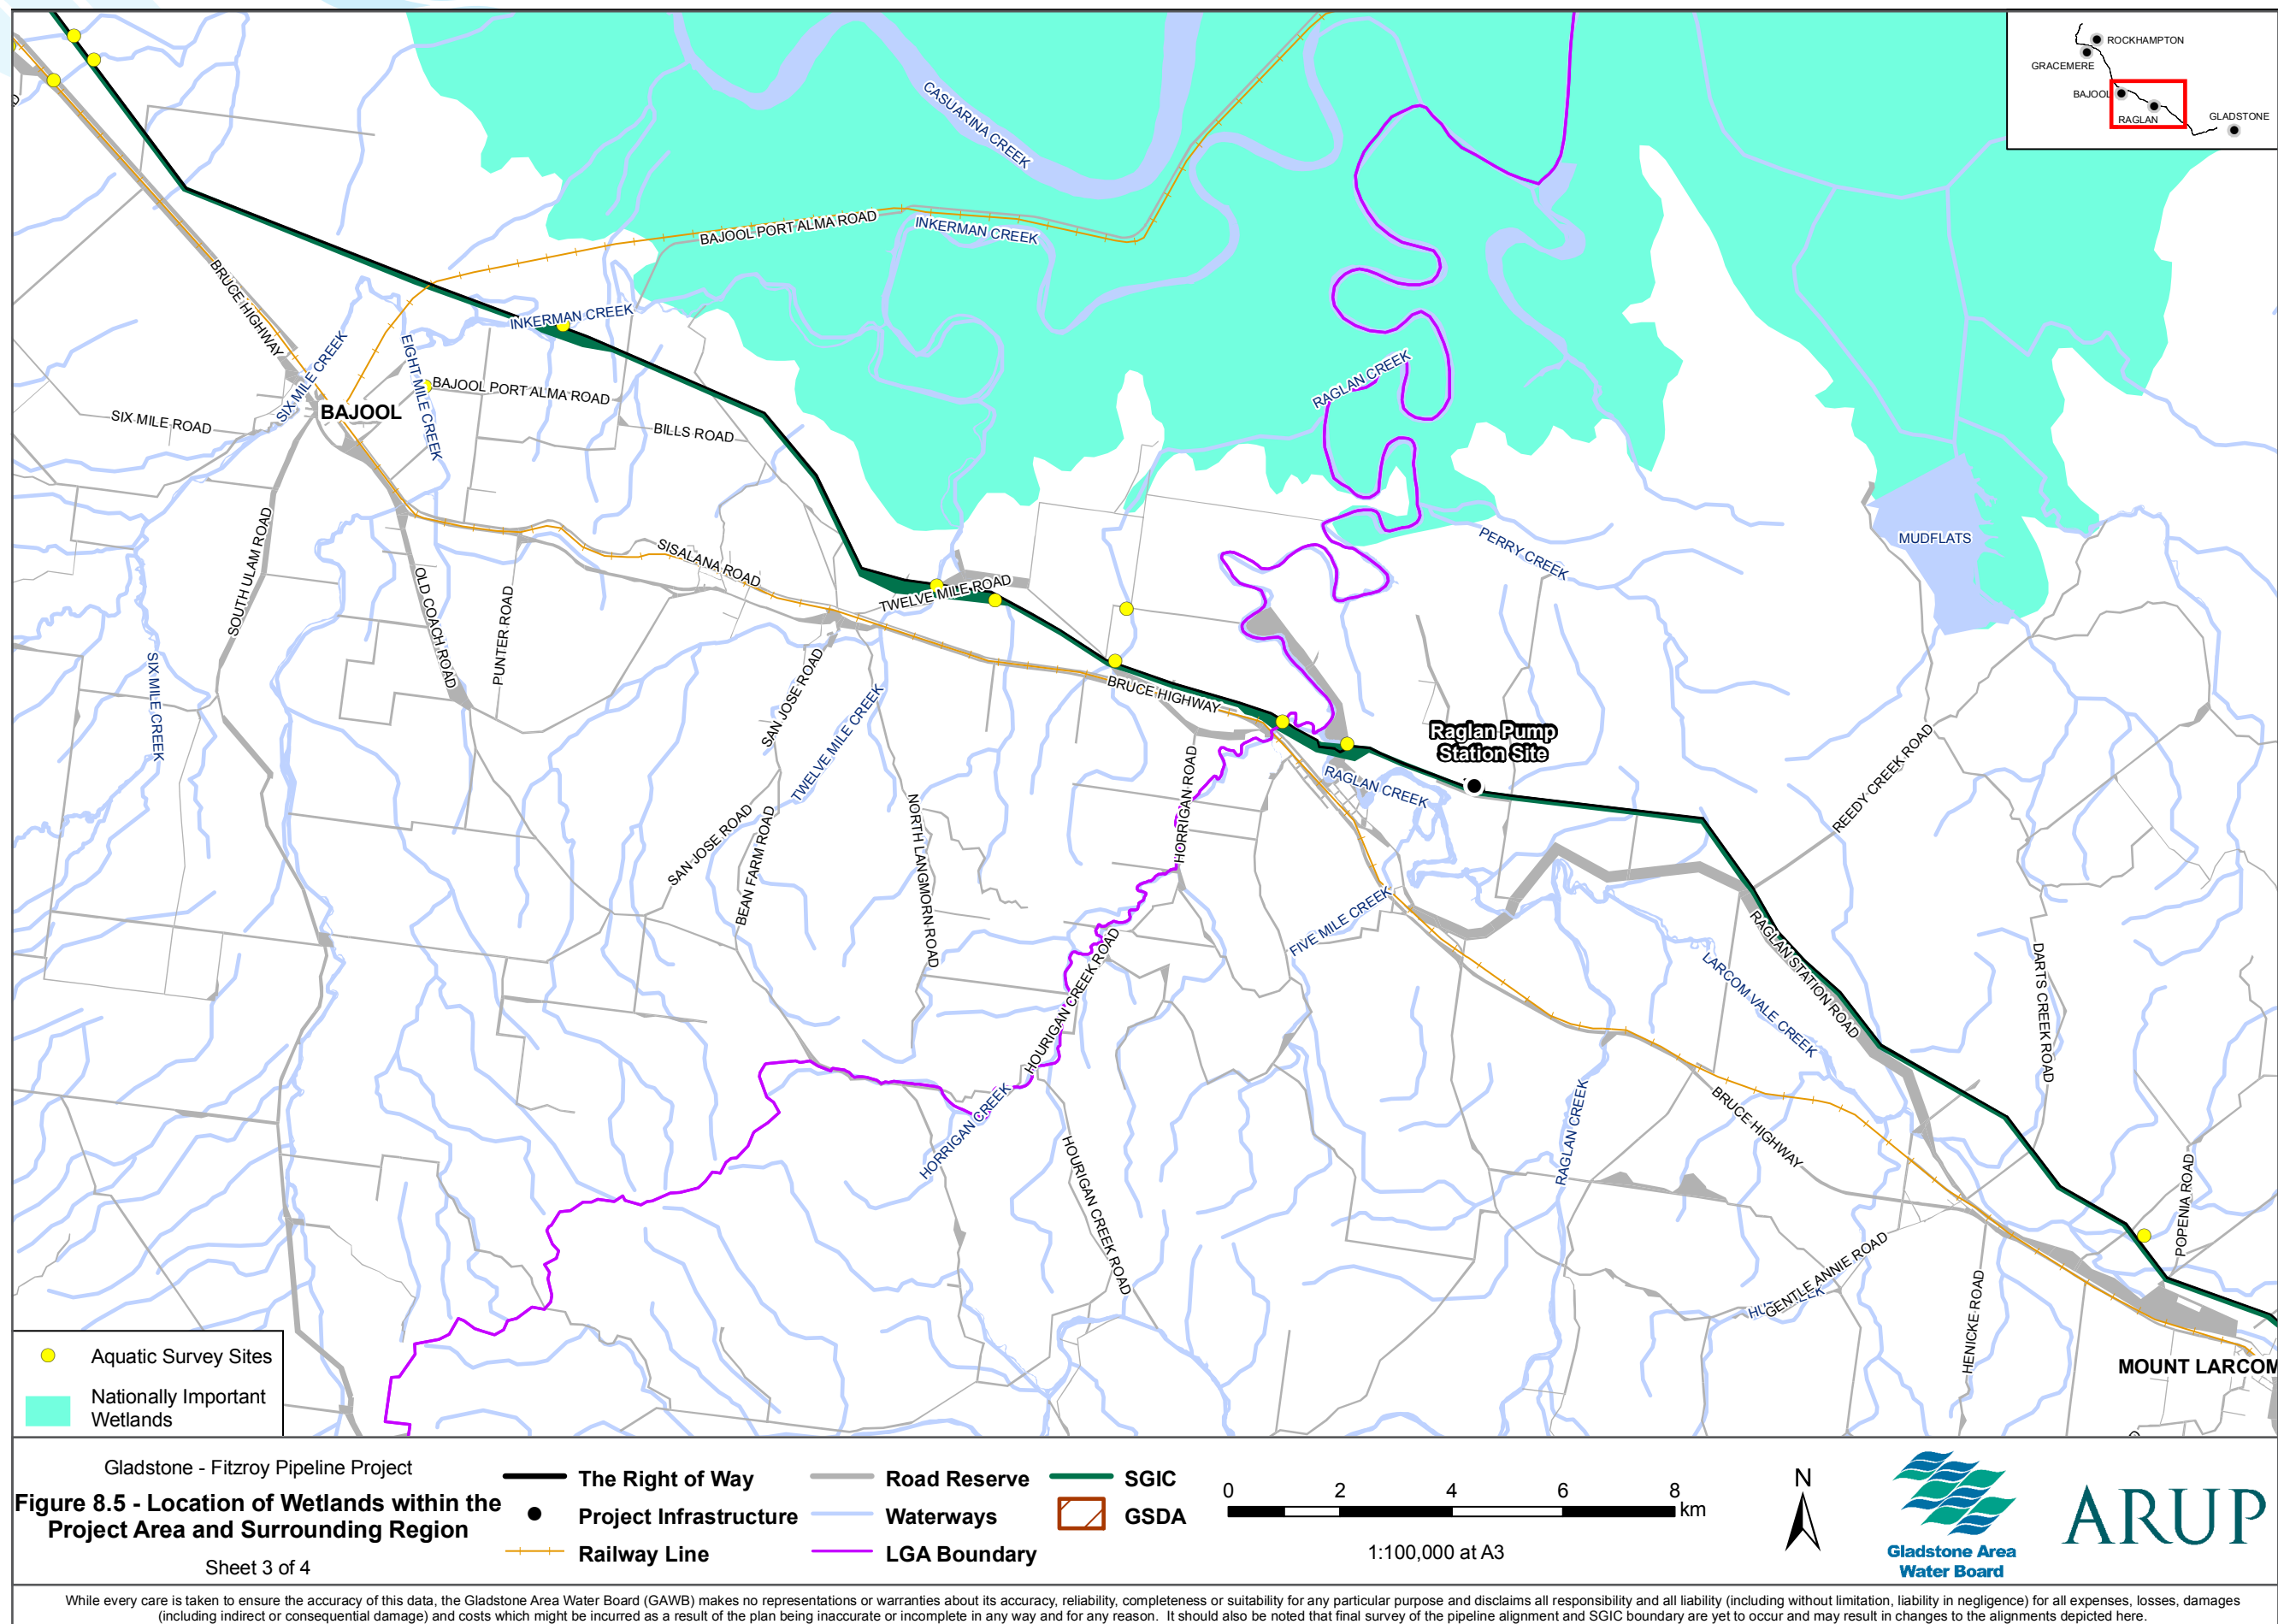 ROCKHAMPTON
GRACEMERE
BAJOOL
RAGLAN
GLADSTONE
CASUARINA CREEK
BAJOOL PORT ALMA ROAD
INKERMAN CREEK
BRUCE HIGHWAY
INKERMAN CREEK
SIX MILE CREEK
EIGHT MILE CREEK
RAGLAN CREEK
BAJOOL PORT ALMA ROAD
BAJOOL
SIX MILE ROAD
BILLS ROAD
MUDFLATS
PERRY CREEK
SISALANA ROAD
SOUTH ULAM ROAD
OLD COACH ROAD
PUNTER ROAD
TWELVE MILE ROAD
SIX MILE CREEK
SAN JOSE ROAD
TWELVE MILE CREEK
BRUCE HIGHWAY
Raglan Pump
Station Site
RAGLAN CREEK
HORRIGAN ROAD
REEDY CREEK ROAD
SAN JOSE ROAD
BEAN FARM ROAD
NORTH LANGMORN ROAD
FIVE MILE CREEK
HOURIGAN CREEK ROAD
RAGLAN STATION ROAD
LARCOM VALE CREEK
DARTS CREEK ROAD
HORRIGAN CREEK
RAGLAN CREEK
BRUCE HIGHWAY
HOURIGAN CREEK ROAD
POPENIA ROAD
GENTLE ANNIE ROAD
HENICKE ROAD
MOUNT LARCOM
Aquatic Survey Sites
Nationally Important
Wetlands
Gladstone - Fitzroy Pipeline Project
Figure 8.5 - Location of Wetlands within the
Project Area and Surrounding Region
Sheet 3 of 4
The Right of Way
Project Infrastructure
Railway Line
Road Reserve
Waterways
LGA Boundary
SGIC
GSDA
0 2 4 6 8
km
1:100,000 at A3
N
Gladstone Area
Water Board
ARUP
While every care is taken to ensure the accuracy of this data, the Gladstone Area Water Board (GAWB) makes no representations or warranties about its accuracy, reliability, completeness or suitability for any particular purpose and disclaims all responsibility and all liability (including without limitation, liability in negligence) for all expenses, losses, damages
(including indirect or consequential damage) and costs which might be incurred as a result of the plan being inaccurate or incomplete in any way and for any reason. It should also be noted that final survey of the pipeline alignment and SGIC boundary are yet to occur and may result in changes to the alignments depicted here.